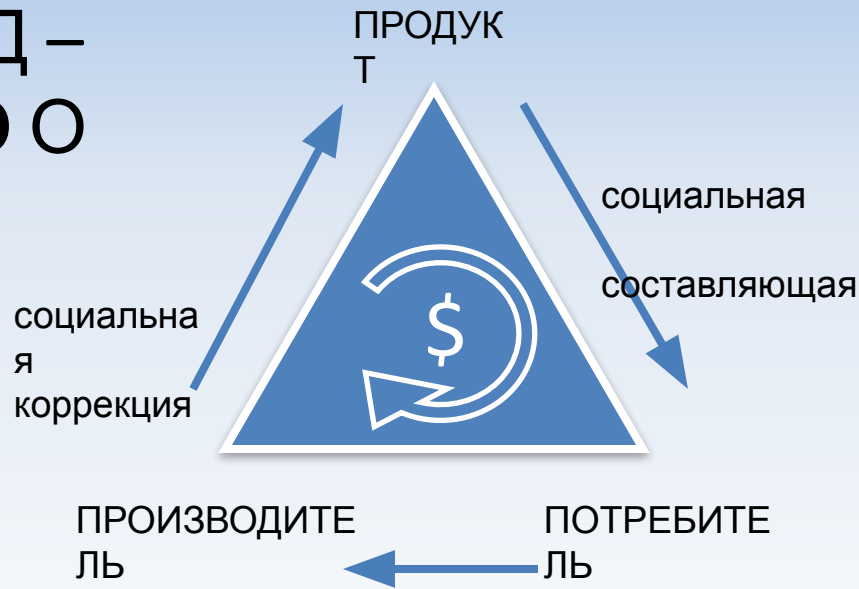 Д–
О
ПРОДУК
Т
социальная
составляющая
$
социальна
я
коррекция
ПРОИЗВОДИТЕ
ЛЬ
ПОТРЕБИТЕ
ЛЬ